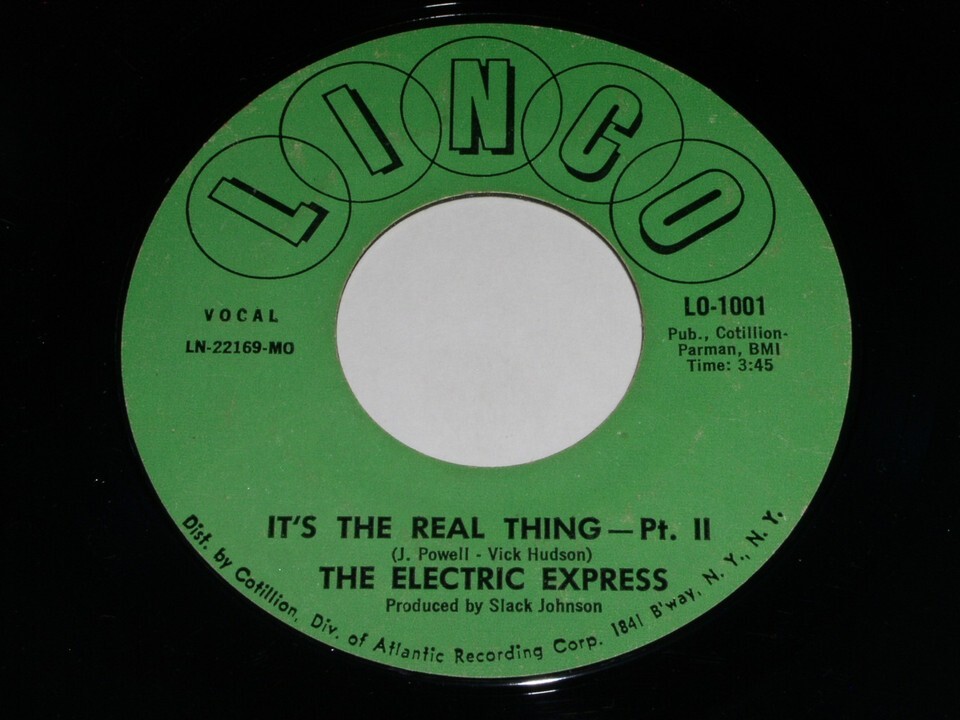 LINCO
VOCAL
LN-22169-MO
LO-1001
Pub., Cotillion-
Parman, BMI
Time: 3:45
IT'S THE REAL THING—Pt. II
(J. Powell - Vick Hudson)
THE ELECTRIC EXPRESS
Produced by Slack Johnson
Dist. by Cotillion, Div. of Atlantic Recording Corp. 1841 B'way, N. Y., N. Y.